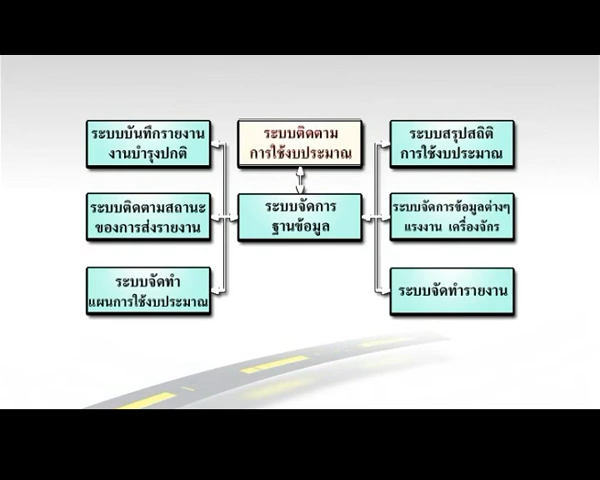 ระบบบันทึกรายงาน
งานบำรุงปกติ
ระบบติดตาม
การใช้งบประมาณ
ระบบสรุปสถิติ
การใช้งบประมาณ
ระบบติดตามสถานะ
ของการส่งรายงาน
ระบบจัดการ
ฐานข้อมูล
ระบบจัดการข้อมูลต่างๆ
แรงงาน เครื่องจักร
ระบบจัดทำ
แผนการใช้งบประมาณ
ระบบจัดทำรายงาน